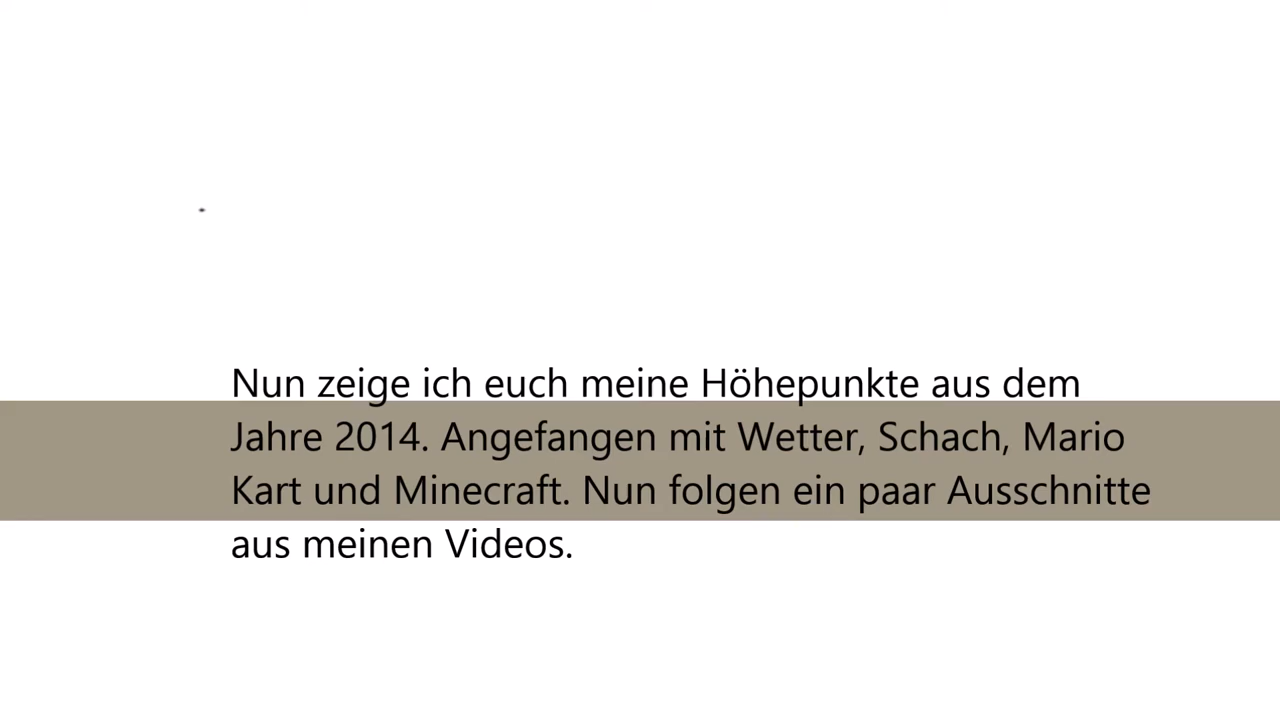 Nun zeige ich euch meine Höhepunkte aus dem
Jahre 2014. Angefangen mit Wetter, Schach, Mario
Kart und Minecraft. Nun folgen ein paar Ausschnitte
aus meinen Videos.